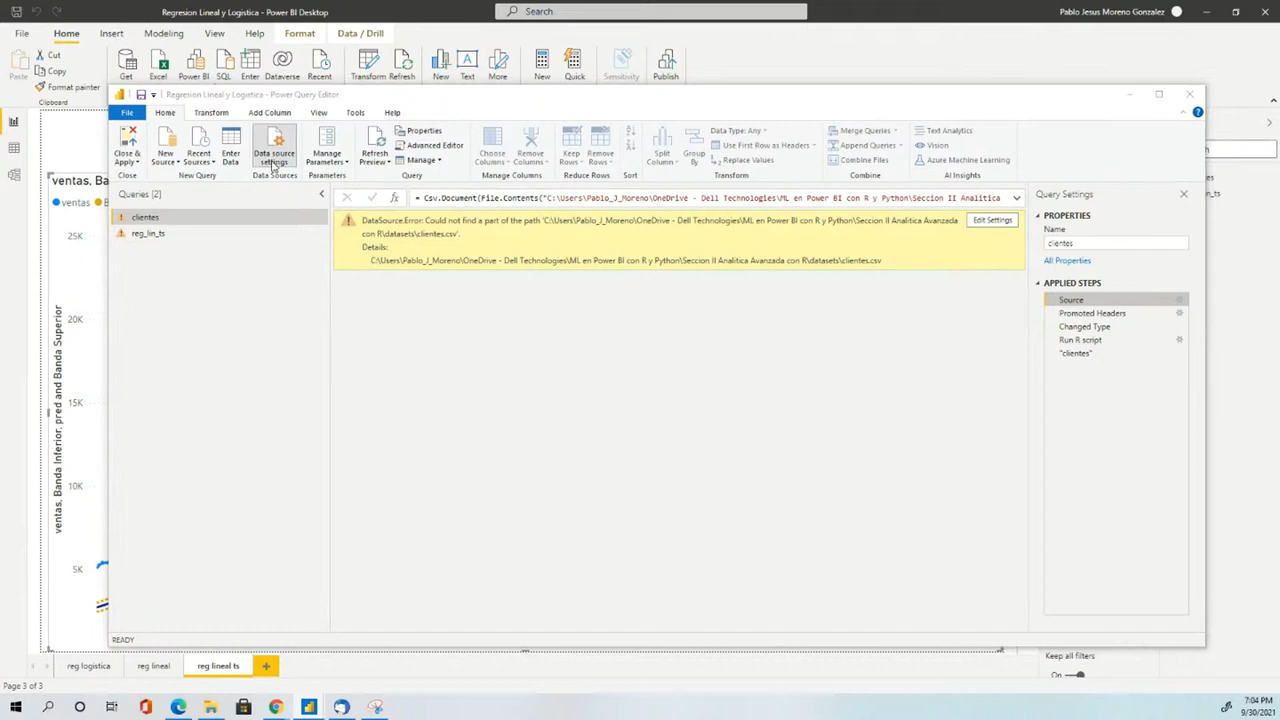 Regresion Lineal y Logistica - Power BI Desktop
Search
Pablo Jesus Moreno Gonzalez
File Home Insert Modeling View Help Format Data / Drill
Cut
Copy
Format painter
Paste
Clipboard
Get Excel Power BI SQL Enter Dataverse Recent Transform Refresh New Text More New Quick Sensitivity Publish
Regresion Lineal y Logistica - Power Query Editor
File Home Transform Add Column View Tools Help
Close & Apply
Close
New Source
Recent Sources
Enter Data
New Query
Data source settings
Data Sources
Manage Parameters
Parameters
Refresh Preview
Properties
Advanced Editor
Manage
Query
Choose Columns
Remove Columns
Manage Columns
Keep Rows
Remove Rows
Reduce Rows
Sort
Split Column
Group By
Data Type: Any
Use First Row as Headers
Replace Values
Transform
Merge Queries
Append Queries
Combine Files
Combine
Text Analytics
Vision
Azure Machine Learning
AI Insights
Queries [2]
clientes
reg_lin_ts
fx
= Csv.Document(File.Contents("C:\Users\Pablo_J_Moreno\OneDrive - Dell Technologies\ML en Power BI con R y Python\Seccion II Analitica
DataSource.Error: Could not find a part of the path 'C:\Users\Pablo_J_Moreno\OneDrive - Dell Technologies\ML en Power BI con R y Python\Seccion II Analitica Avanzada
con R\datasets\clientes.csv'.
Details:
C:\Users\Pablo_J_Moreno\OneDrive - Dell Technologies\ML en Power BI con R y Python\Seccion II Analitica Avanzada con R\datasets\clientes.csv
Edit Settings
Query Settings
PROPERTIES
Name
clientes
All Properties
APPLIED STEPS
Source
Promoted Headers
Changed Type
Run R script
"clientes"
ventas, Ba
ventas
25K
20K
15K
10K
5K
ventas, Banda Inferior, pred and Banda Superior
READY
reg logistica
reg lineal
reg lineal ts
Page 3 of 3
Keep all filters
On
7:04 PM
9/30/2021